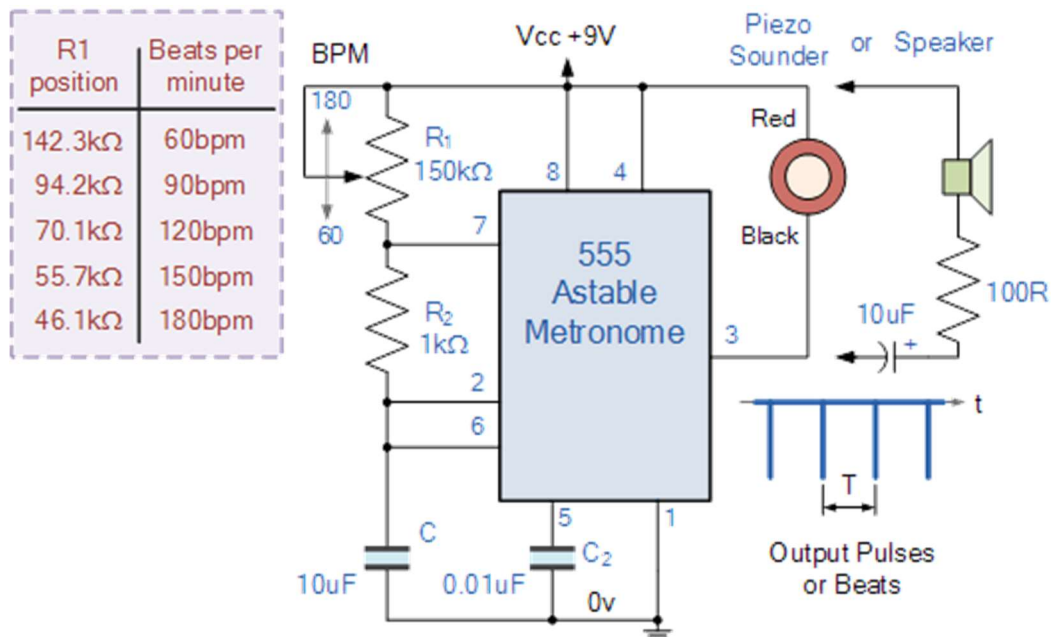 R1 position
Beats per minute
142.3kΩ 60bpm
94.2kΩ 90bpm
70.1kΩ 120bpm
55.7kΩ 150bpm
46.1kΩ 180bpm
BPM
180
60
Vcc +9V
Piezo Sounder
or
Speaker
R₁
150kΩ
8
4
Red
Black
7
555
Astable
Metronome
R₂
1kΩ
3
100R
10uF
+
2
6
t
T
5
1
C
10uF
C₂
0.01uF
0v
Output Pulses
or Beats